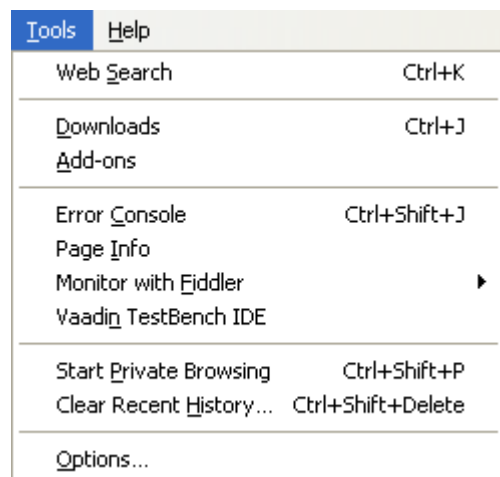 Tools Help
Web Search Ctrl+K
Downloads Ctrl+J
Add-ons
Error Console Ctrl+Shift+J
Page Info
Monitor with Fiddler
Vaadin TestBench IDE
Start Private Browsing Ctrl+Shift+P
Clear Recent History... Ctrl+Shift+Delete
Options...